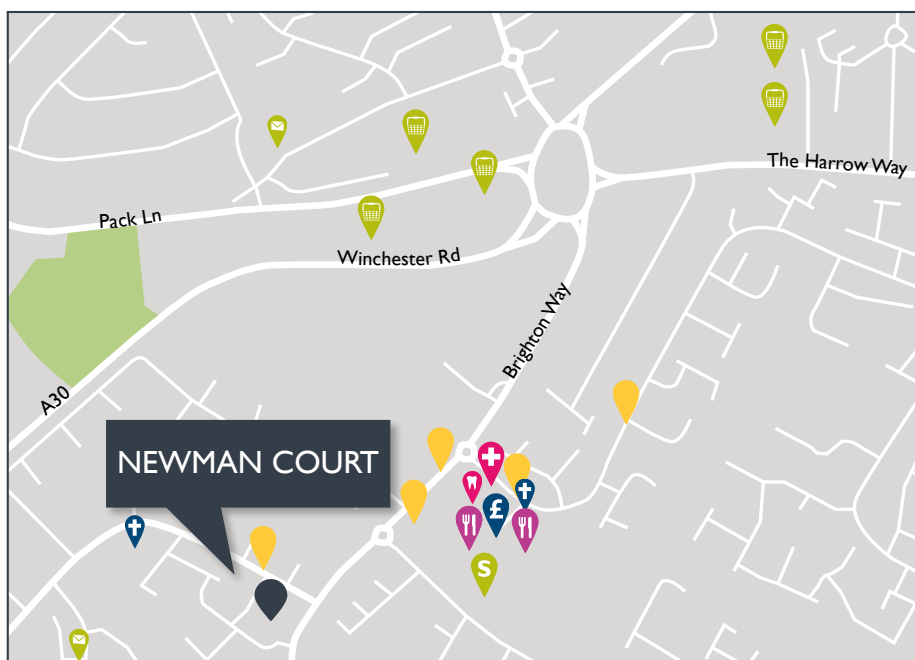 The Harrow Way
Pack Ln
Winchester Rd
Brighton Way
A30
NEWMAN COURT
£
S